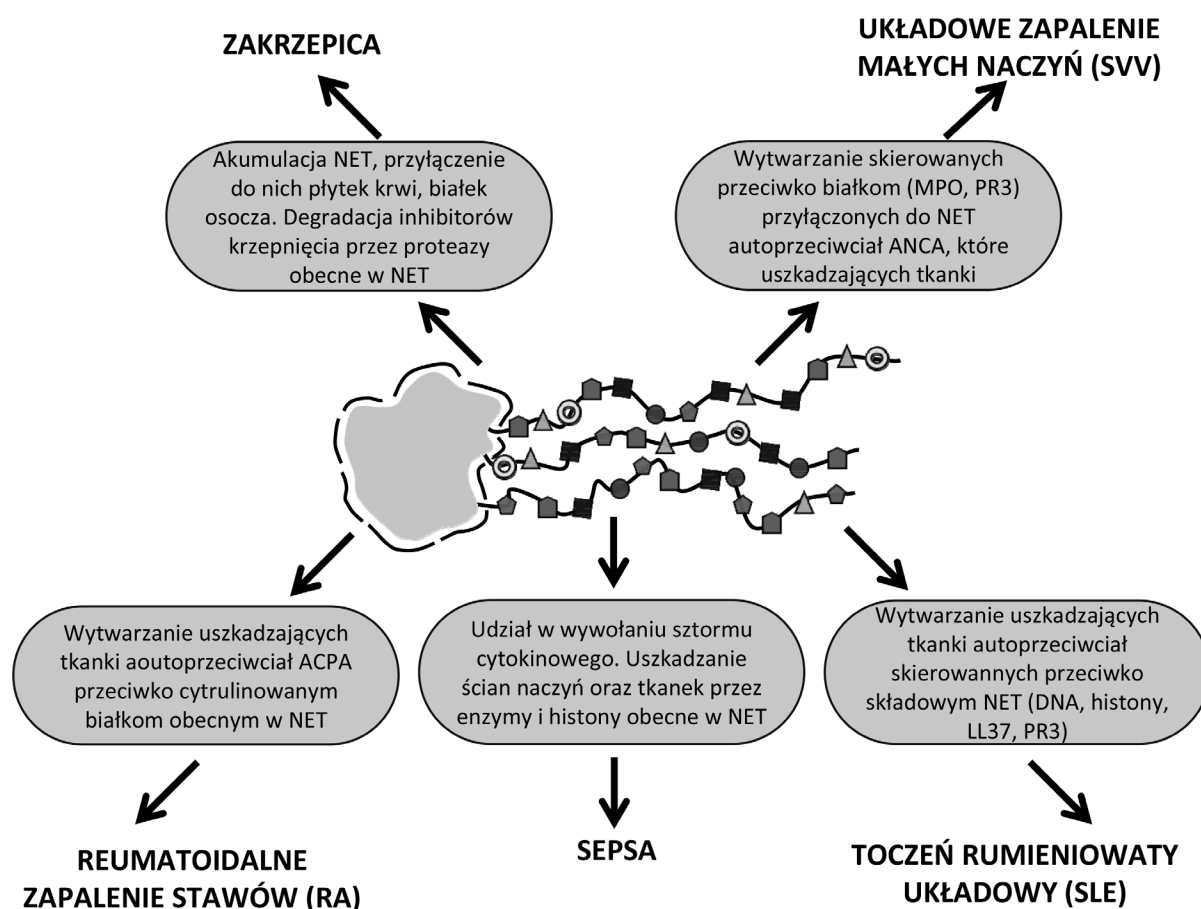 ZAKRZEPICA
UKŁADOWE ZAPALENIE
MAŁYCH NACZYŃ (SVV)
Akumulacja NET, przyłączenie
do nich płytek krwi, białek
osocza. Degradacja inhibitorów
krzepnięcia przez proteazy
obecne w NET
Wytwarzanie skierowanych
przeciwko białkom (MPO, PR3)
przyłączonych do NET
autoprzeciwciał ANCA, które
uszkadzających tkanki
Wytwarzanie uszkadzających
tkanki aoutoprzeciwciał ACPA
przeciwko cytrulinowanym
białkom obecnym w NET
Udział w wywołaniu sztormu
cytokinowego. Uszkadzanie
ścian naczyń oraz tkanek przez
enzymy i histony obecne w NET
Wytwarzanie uszkadzających
tkanki autoprzeciwciał
skierowannych przeciwko
składowym NET (DNA, histony,
LL37, PR3)
REUMATOIDALNE
ZAPALENIE STAWÓW (RA)
SEPSA
TOCZEŃ RUMIENIOWATY
UKŁADOWY (SLE)